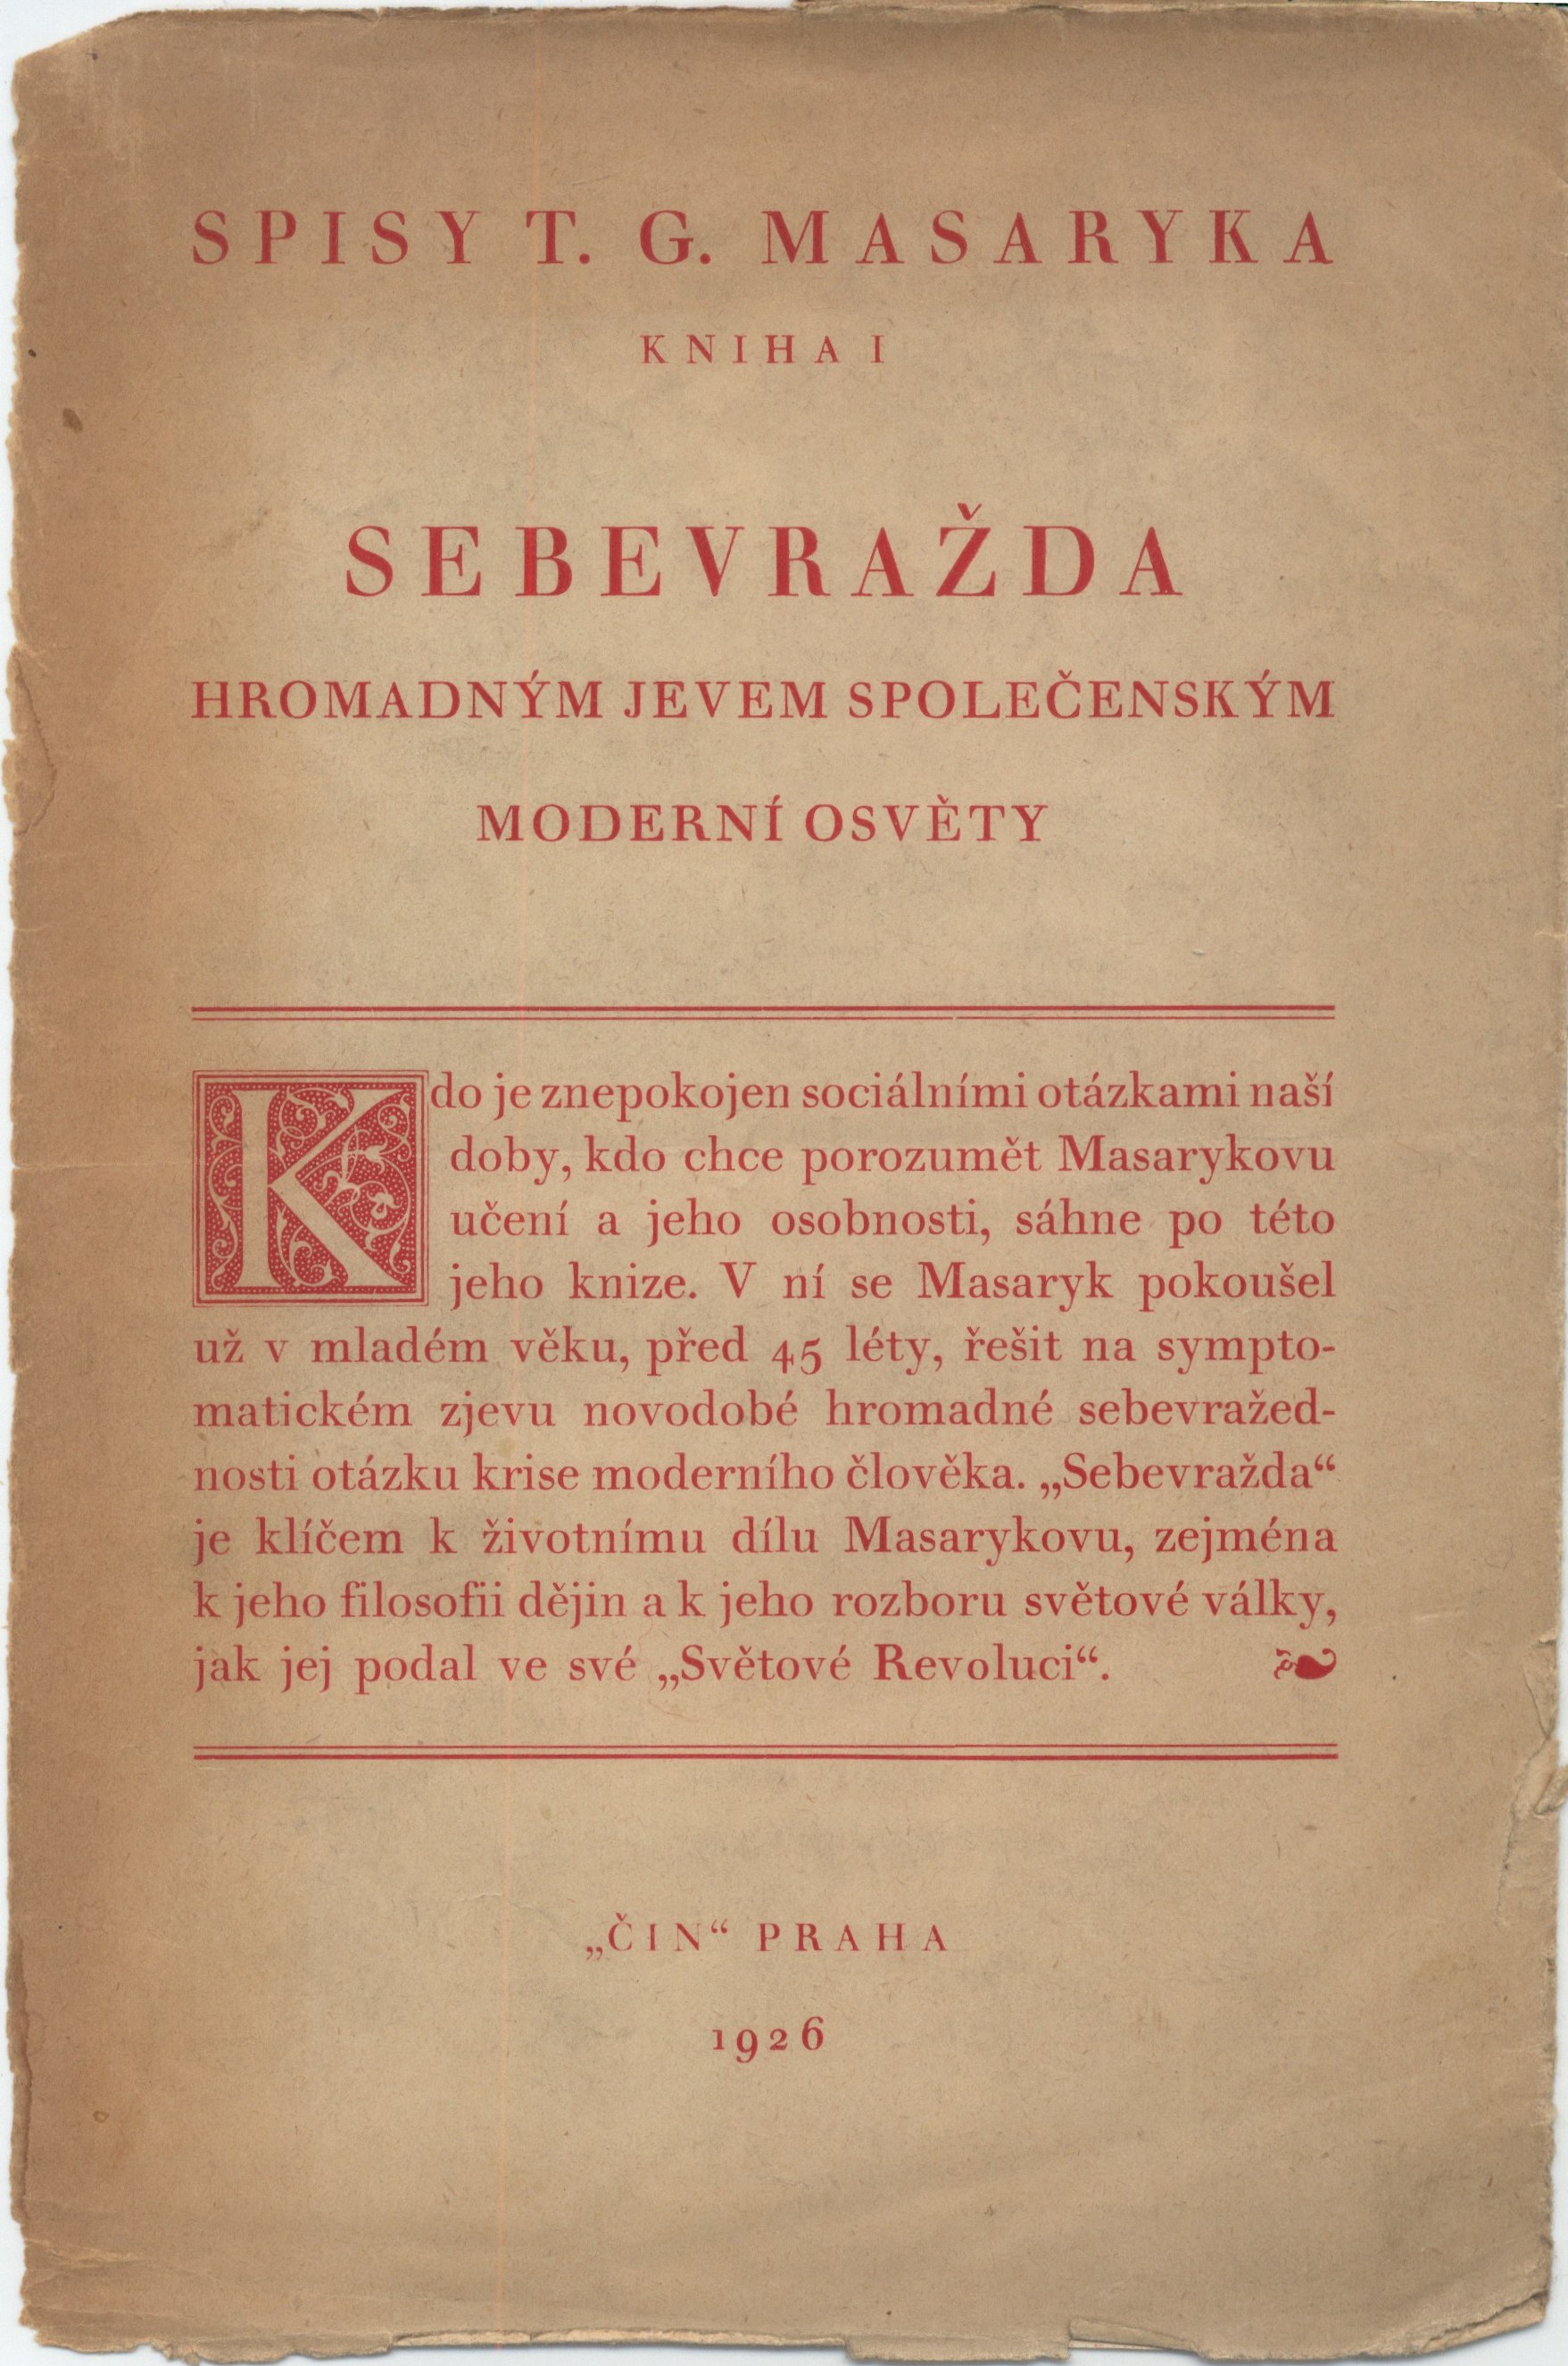 SPISY T. G. MASARYKA
KNIHA I
SEBEVRAŽDA
HROMADNÝM JEVEM SPOLEČENSKÝM
MODERNÍ OSVĚTY
Kdo je znepokojen sociálními otázkami naší
doby, kdo chce porozumět Masarykovu
učení a jeho osobnosti, sáhne po této
jeho knize. V ní se Masaryk pokoušel
už v mladém věku, před 45 léty, řešit na sympto-
matickém zjevu novodobé hromadné sebevražed-
nosti otázku krise moderního člověka. „Sebevražda“
je klíčem k životnímu dílu Masarykovu, zejména
k jeho filosofii dějin a k jeho rozboru světové války,
jak jej podal ve své „Světové Revoluci“.
„ČIN“ PRAHA
1926